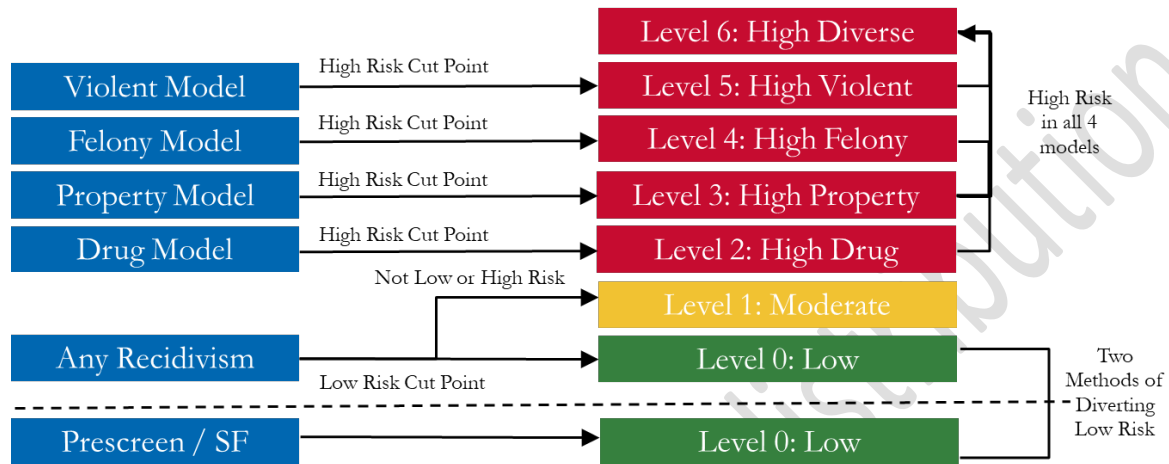 Level 6: High Diverse
Violent Model
High Risk Cut Point
Level 5: High Violent
High Risk
in all 4
models
Felony Model
High Risk Cut Point
Level 4: High Felony
Property Model
High Risk Cut Point
Level 3: High Property
Drug Model
High Risk Cut Point
Level 2: High Drug
Not Low or High Risk
Level 1: Moderate
Any Recidivism
Low Risk Cut Point
Level 0: Low
Two
Methods of
Diverting
Low Risk
Prescreen / SF
Level 0: Low
distribution